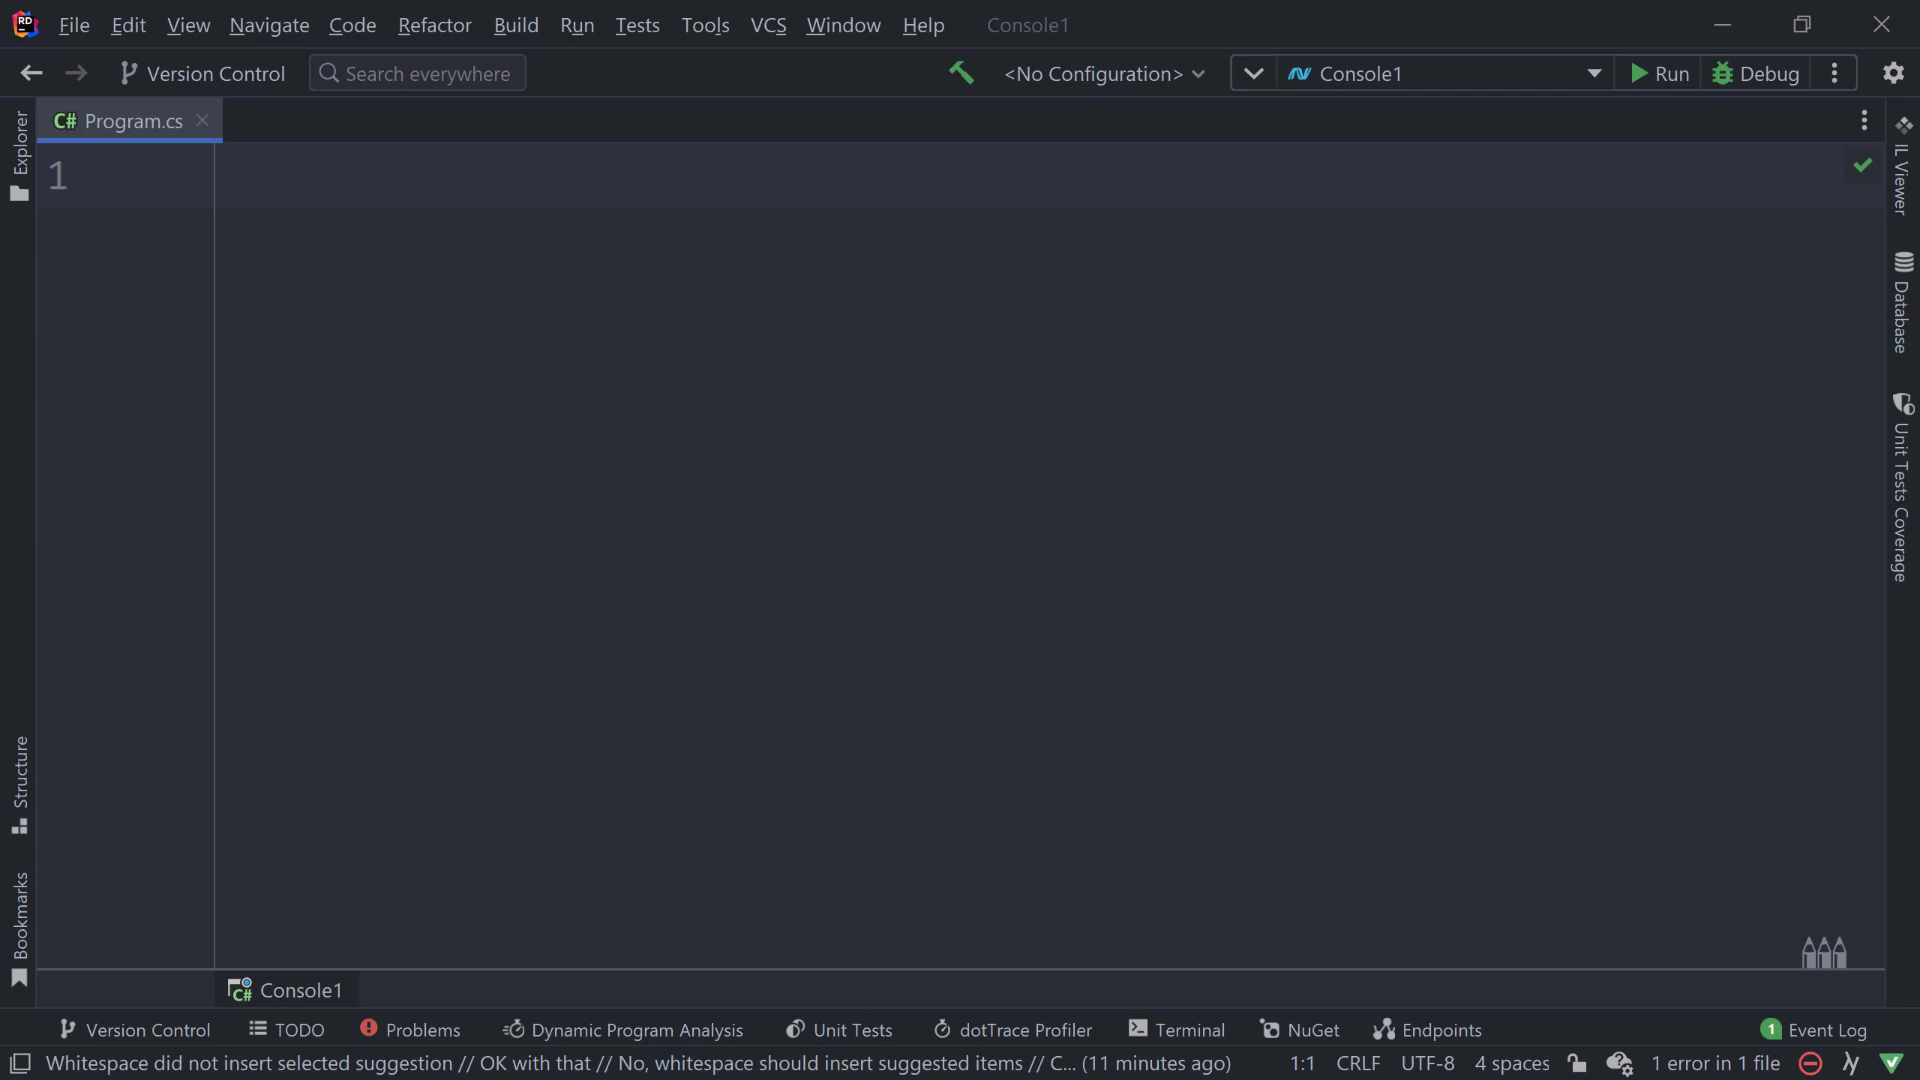 File Edit View Navigate Code Refactor Build Run Tests Tools VCS Window Help Console1
Version Control Search everywhere <No Configuration> Console1 Run Debug
C# Program.cs
1
Explorer
Structure
Bookmarks
IL Viewer
Database
Unit Tests Coverage
C# Console1
Version Control TODO Problems Dynamic Program Analysis Unit Tests dotTrace Profiler Terminal NuGet Endpoints 1 Event Log
Whitespace did not insert selected suggestion // OK with that // No, whitespace should insert suggested items // C... (11 minutes ago) 1:1 CRLF UTF-8 4 spaces 1 error in 1 file